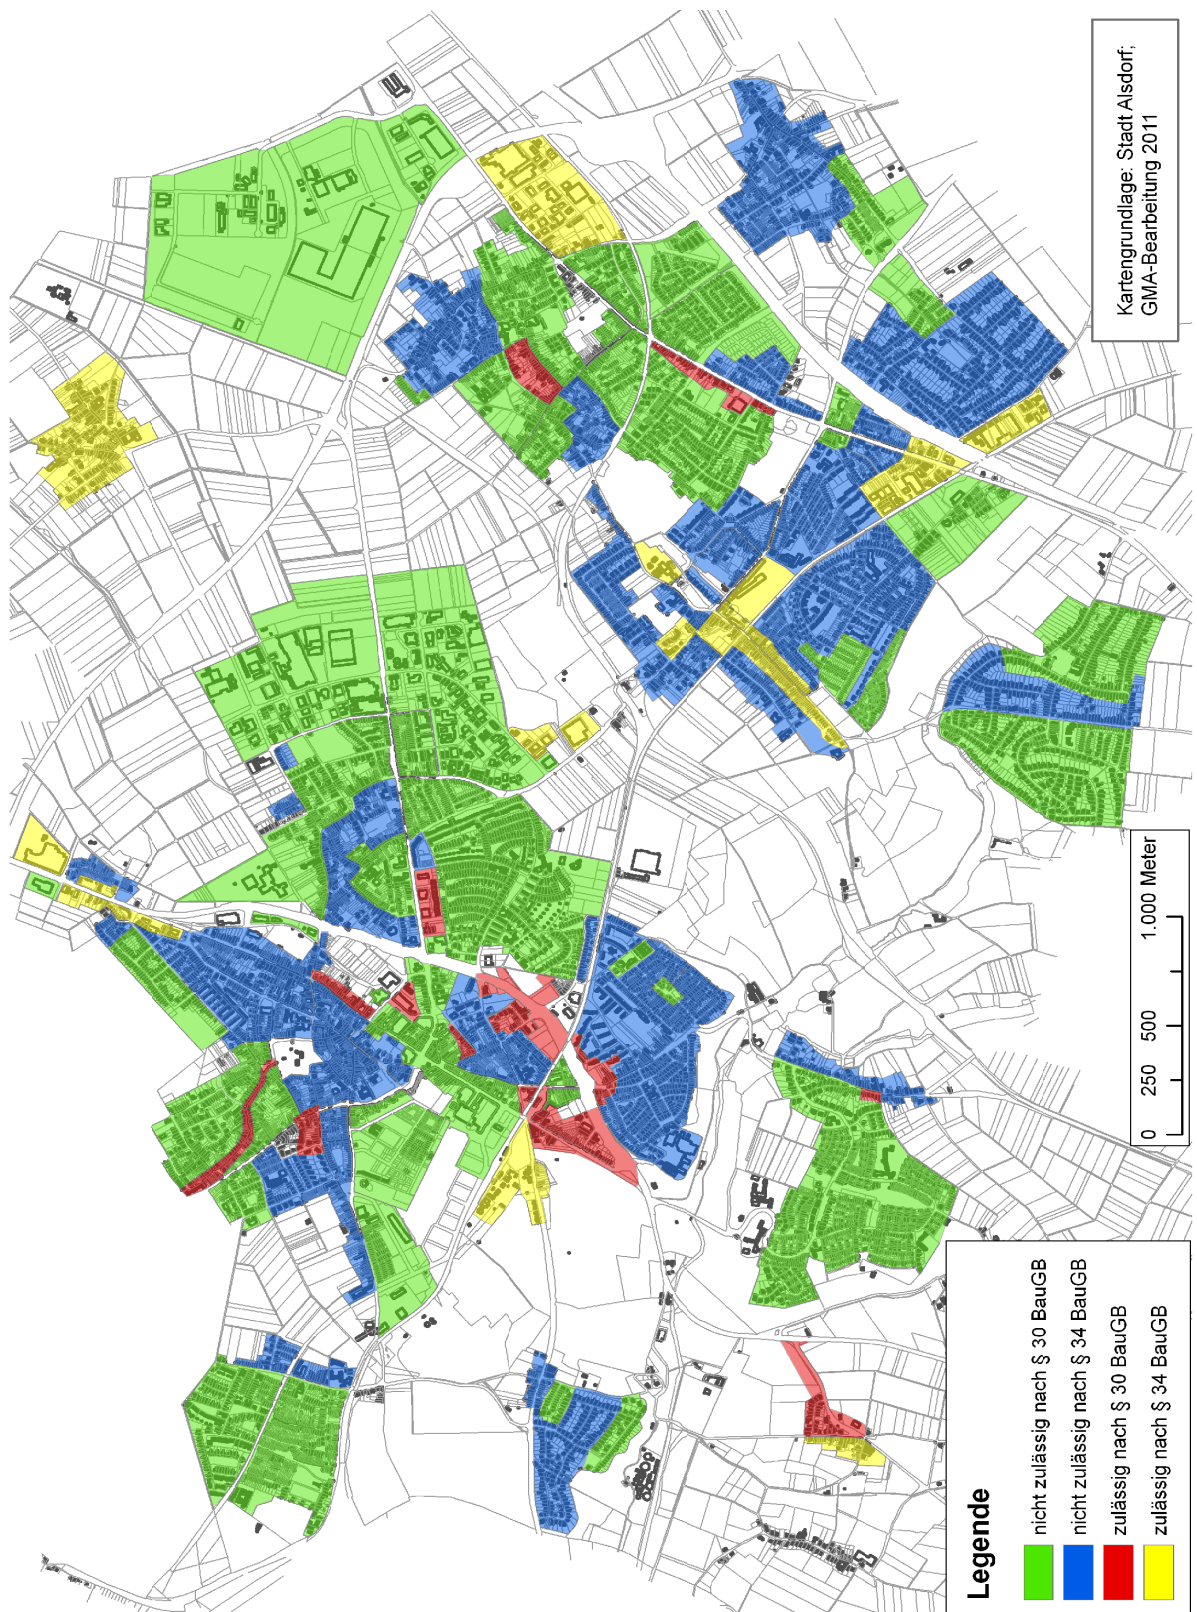 Kartengrundlage: Stadt Alsdorf;
GMA-Bearbeitung 2011
0 250 500 1.000 Meter
Legende
nicht zulässig nach § 30 BauGB
nicht zulässig nach § 34 BauGB
zulässig nach § 30 BauGB
zulässig nach § 34 BauGB